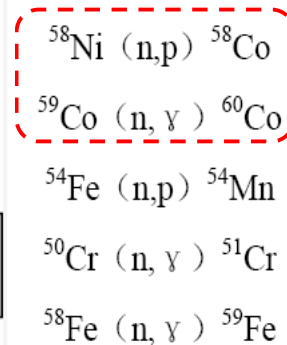 ⁵⁸Ni（n,p）⁵⁸Co
⁵⁹Co（n,γ）⁶⁰Co
⁵⁴Fe（n,p）⁵⁴Mn
⁵⁰Cr（n,γ）⁵¹Cr
⁵⁸Fe（n,γ）⁵⁹Fe